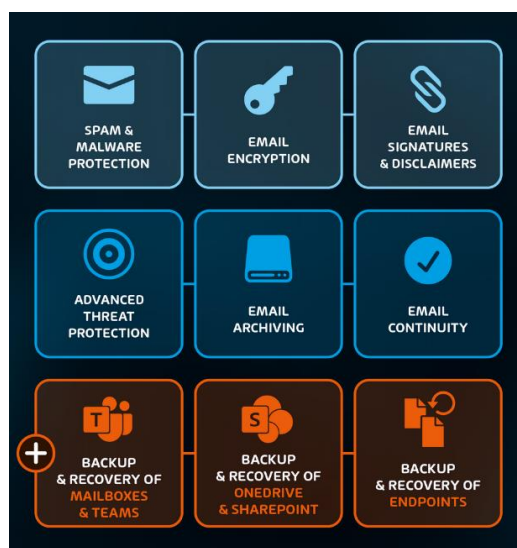 SPAM &
MALWARE
PROTECTION
EMAIL
ENCRYPTION
EMAIL
SIGNATURES
& DISCLAIMERS
ADVANCED
THREAT
PROTECTION
EMAIL
ARCHIVING
EMAIL
CONTINUITY
+
T
BACKUP
& RECOVERY OF
MAILBOXES
& TEAMS
S
BACKUP
& RECOVERY OF
ONEDRIVE
& SHAREPOINT
BACKUP
& RECOVERY OF
ENDPOINTS